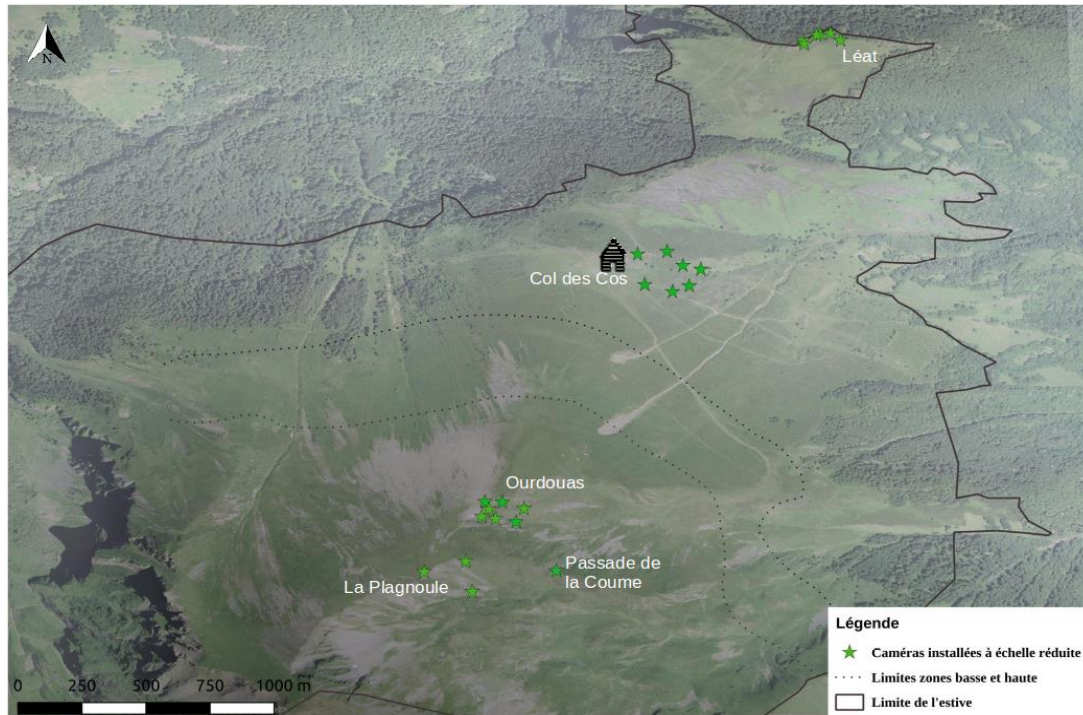 N
Léat
Col des Cos
Ourdouas
Passade de
la Coume
La Plagnoule
Légende
Caméras installées à échelle réduite
Limites zones basse et haute
Limite de l'estive
0 250 500 750 1000 m